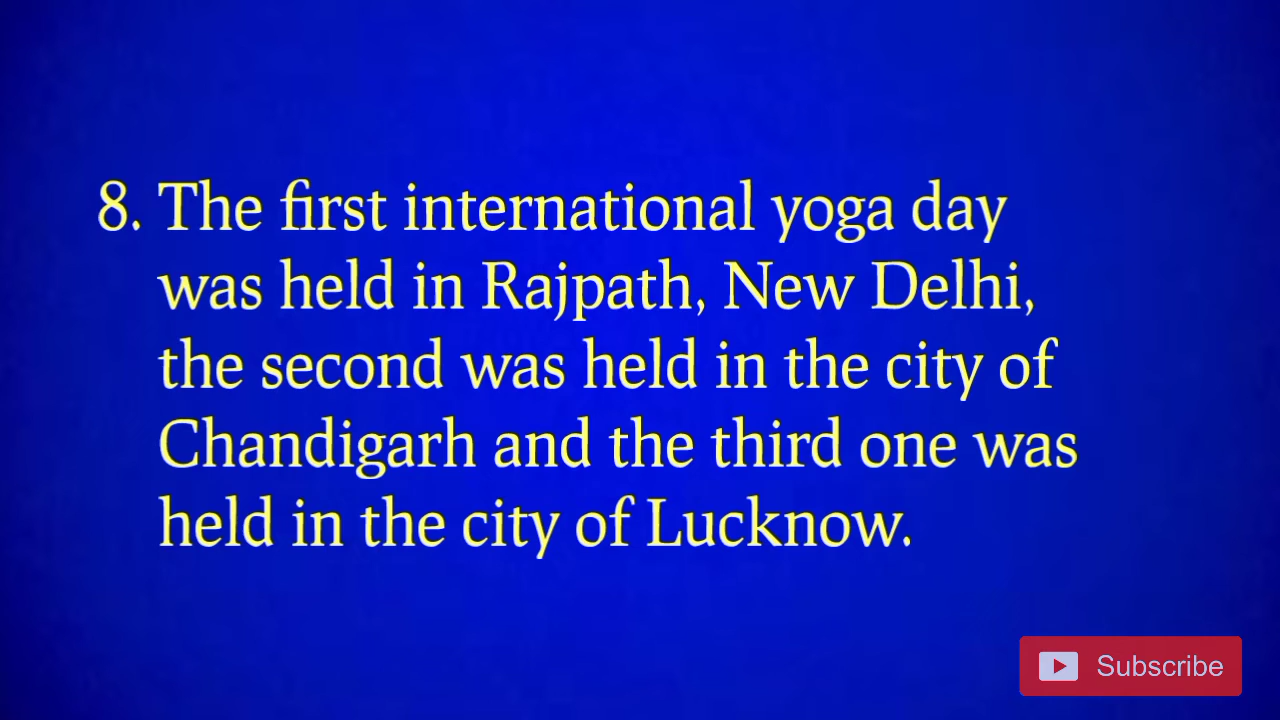 8. The first international yoga day
was held in Rajpath, New Delhi,
the second was held in the city of
Chandigarh and the third one was
held in the city of Lucknow.
Subscribe